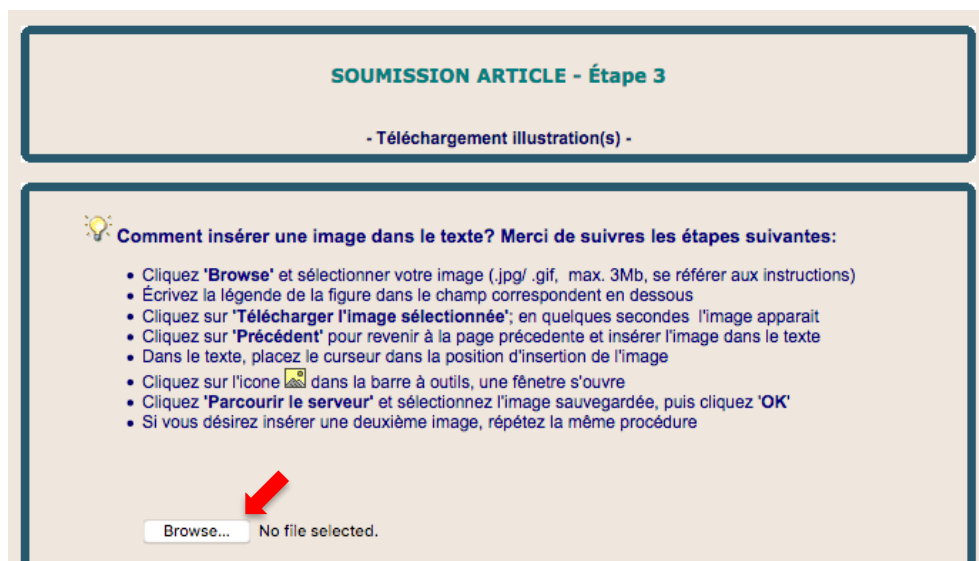 SOUMISSION ARTICLE - Étape 3
- Téléchargement illustration(s) -
Comment insérer une image dans le texte? Merci de suivres les étapes suivantes:
• Cliquez 'Browse' et sélectionner votre image (.jpg/ .gif, max. 3Mb, se référer aux instructions)
• Écrivez la légende de la figure dans le champ correspondent en dessous
• Cliquez sur 'Télécharger l'image sélectionnée'; en quelques secondes l'image apparait
• Cliquez sur 'Précédent' pour revenir à la page précedente et insérer l'image dans le texte
• Dans le texte, placez le curseur dans la position d'insertion de l'image
• Cliquez sur l'icone dans la barre à outils, une fênetre s'ouvre
• Cliquez 'Parcourir le serveur' et sélectionnez l'image sauvegardée, puis cliquez 'OK'
• Si vous désirez insérer une deuxième image, répétez la même procédure
Browse... No file selected.